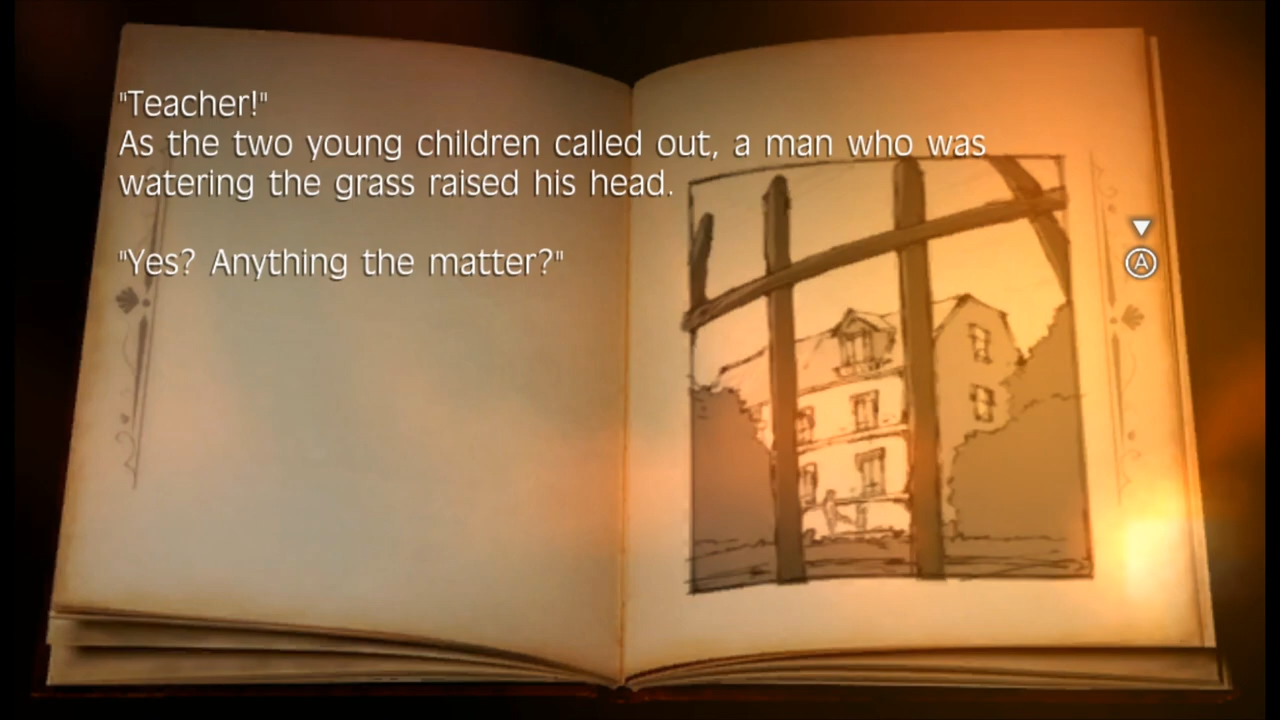 "Teacher!"
As the two young children called out, a man who was
watering the grass raised his head.
"Yes? Anything the matter?"
A